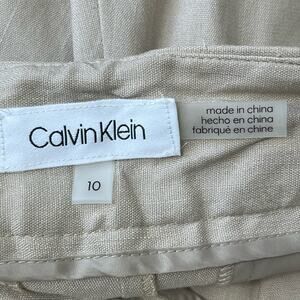 Calvin Klein
10
made in china
hecho en china
fabriqué en chine